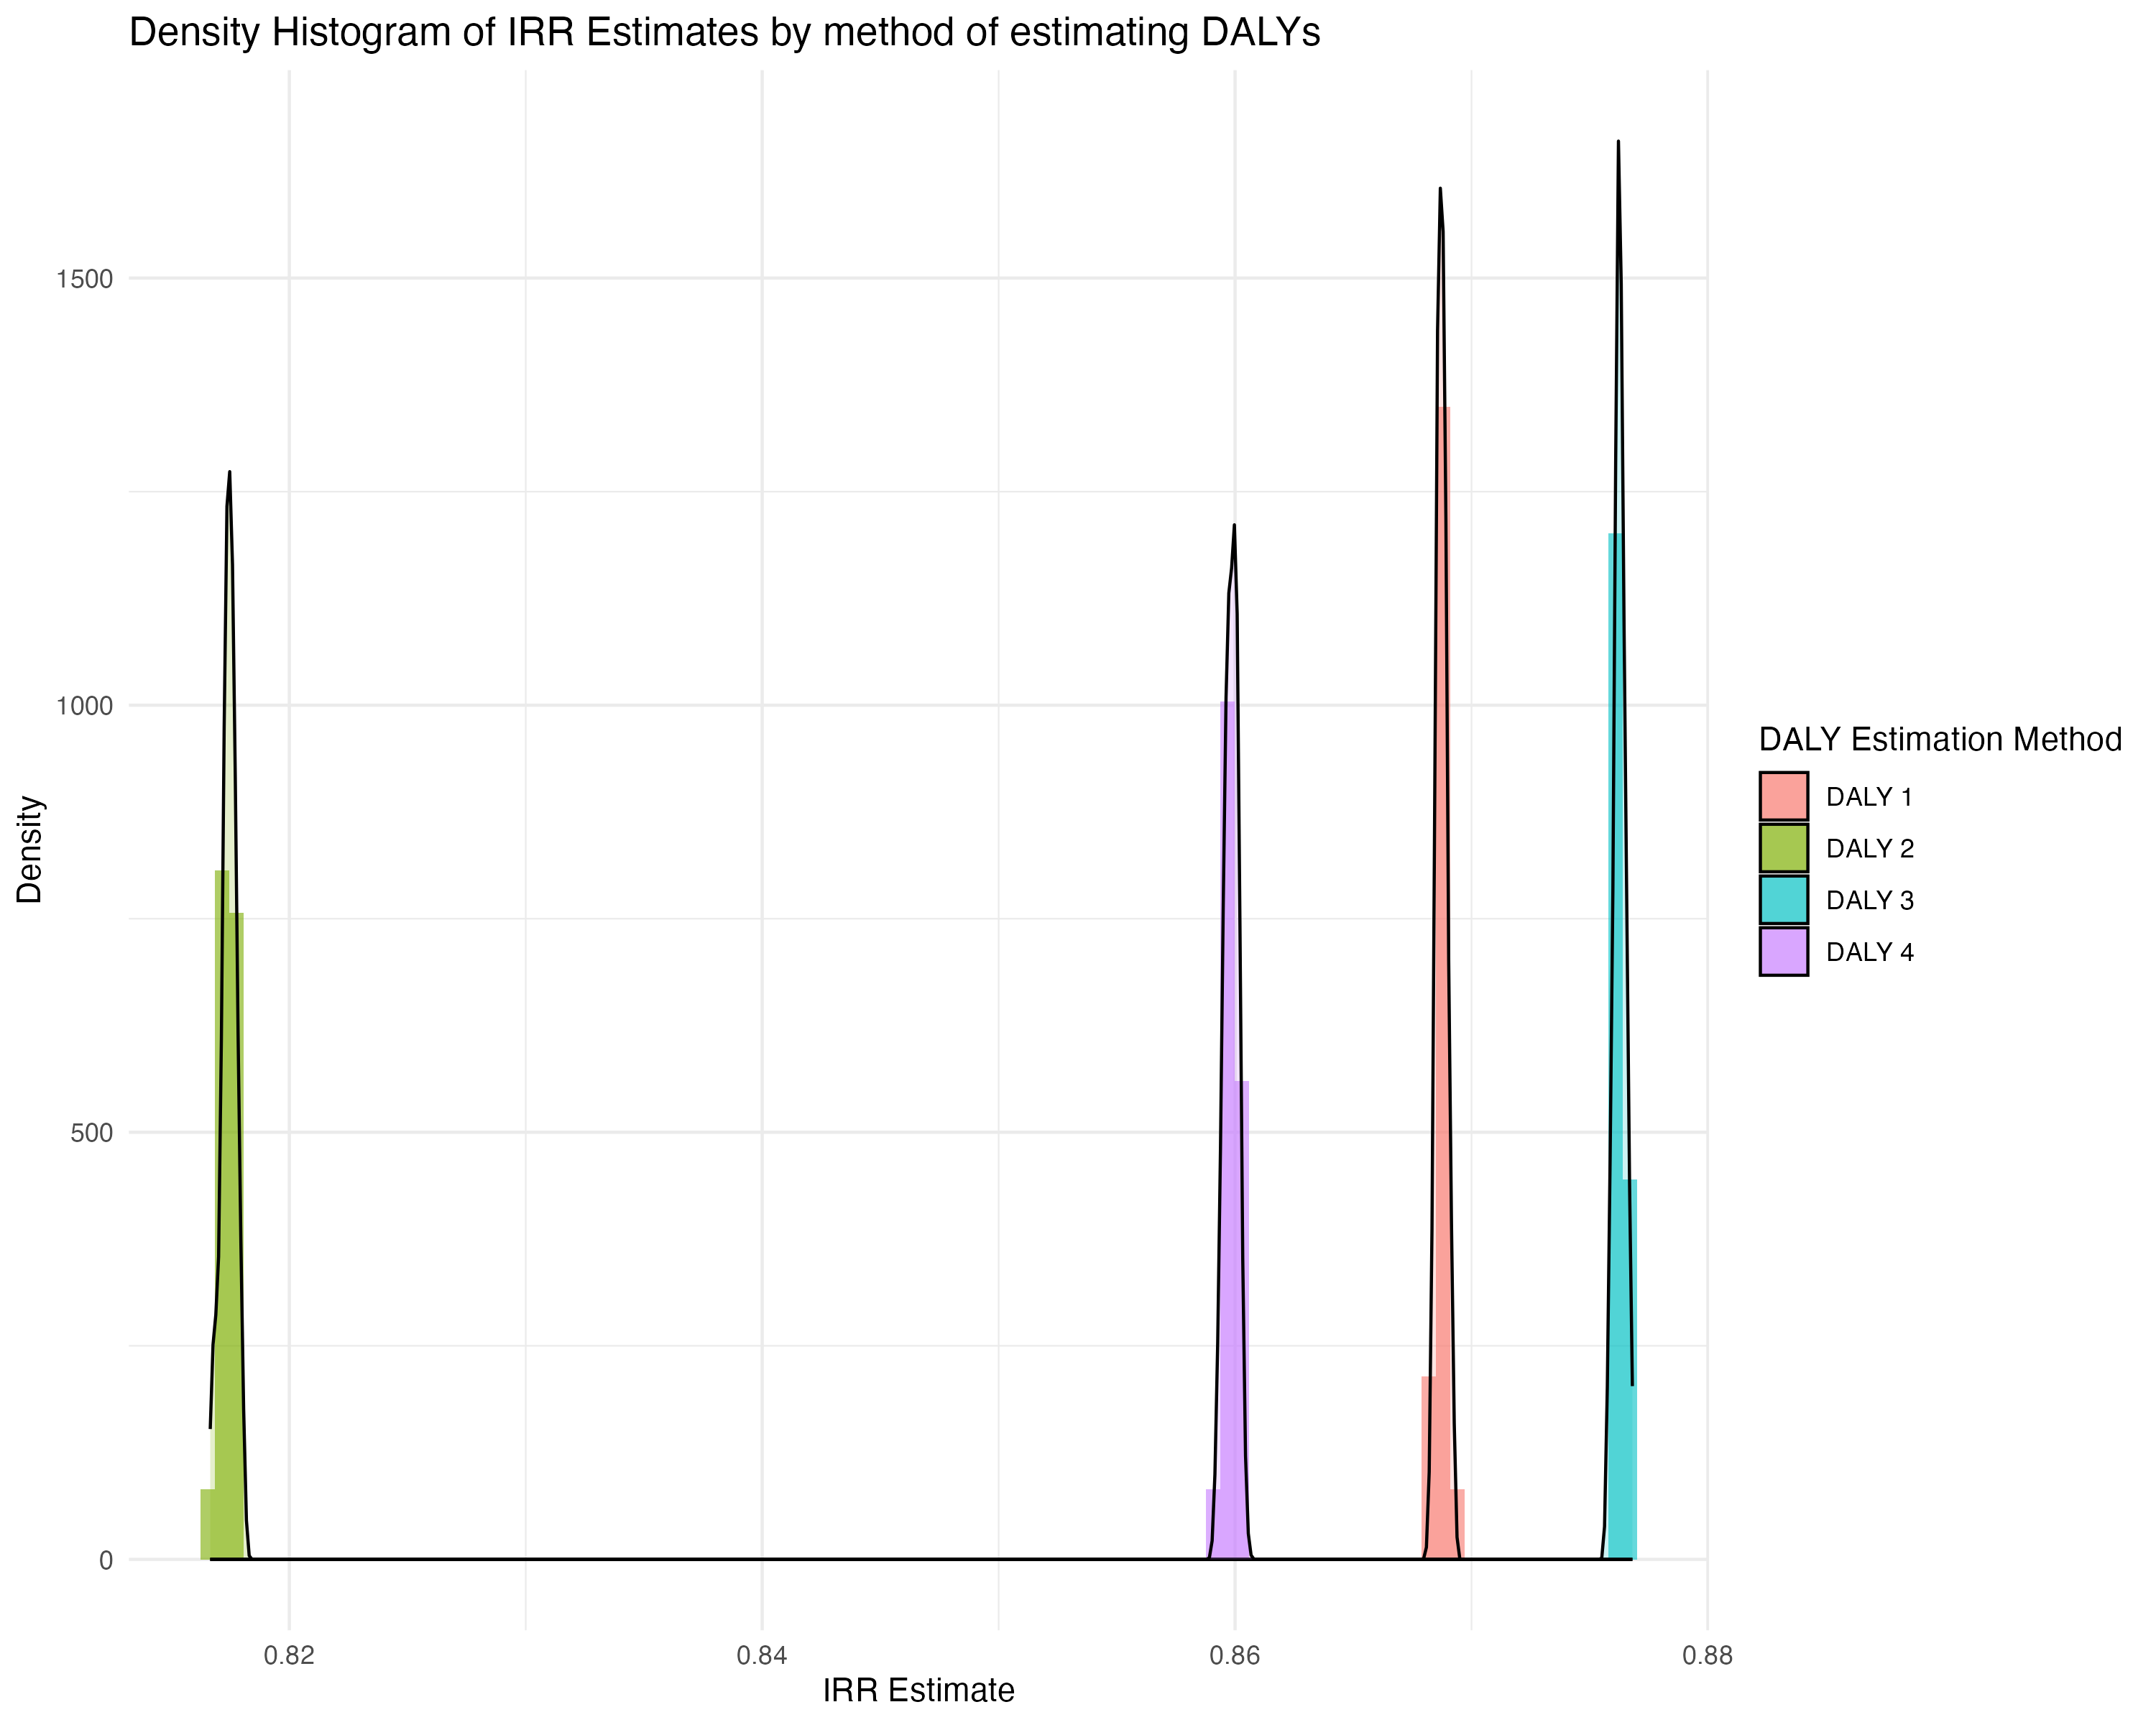 Density Histogram of IRR Estimates by method of estimating DALYs
1500
1000
500
0
Density
0.82
0.84
0.86
0.88
IRR Estimate
DALY Estimation Method
DALY 1
DALY 2
DALY 3
DALY 4